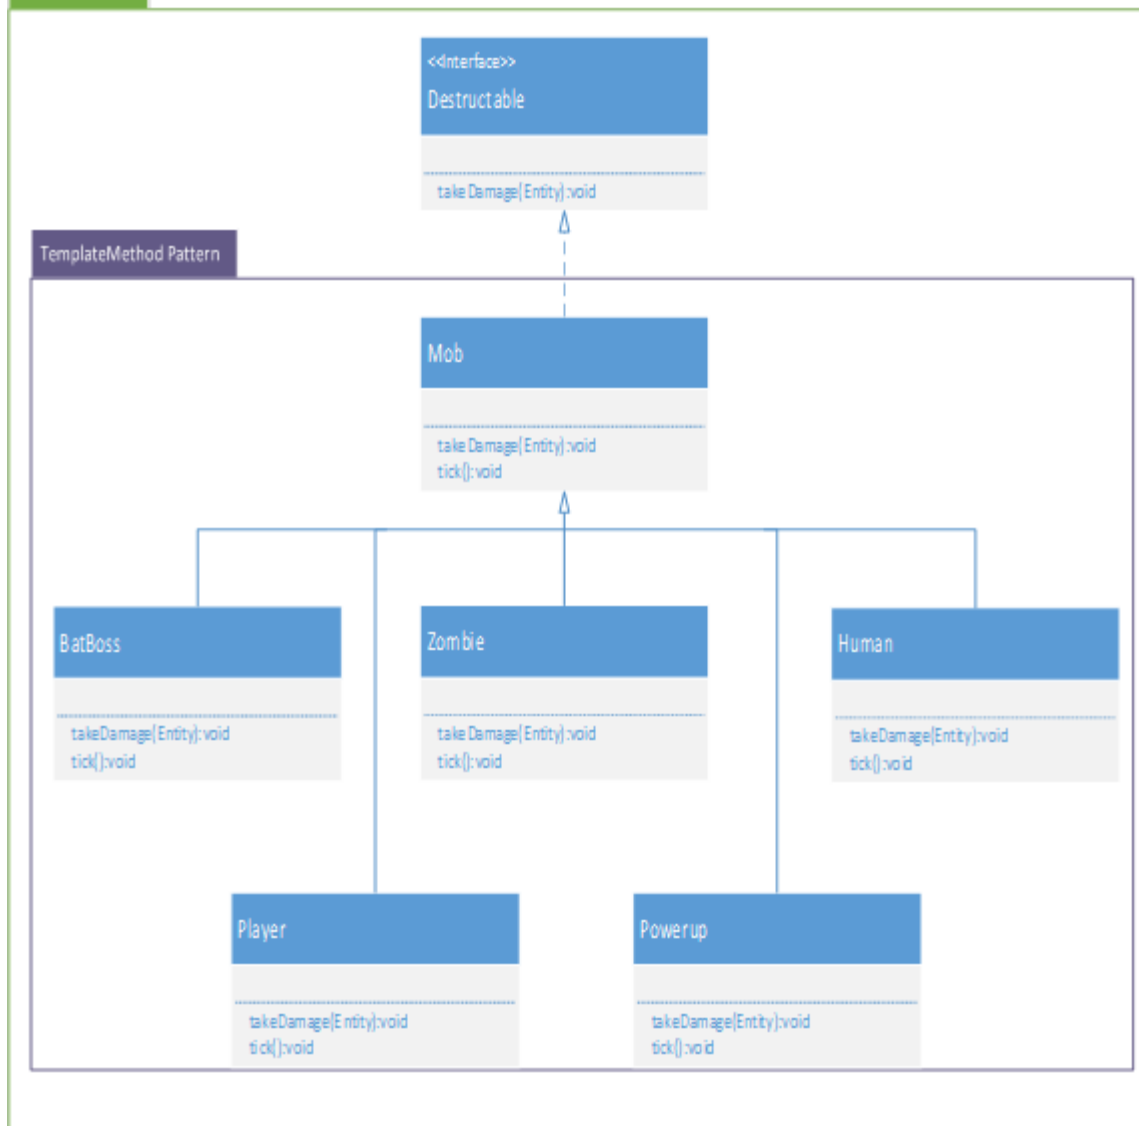 <<Interface>>
Destructable
takeDamage(Entity):void
TemplateMethod Pattern
Mob
takeDamage(Entity):void
tick():void
BatBoss
takeDamage(Entity):void
tick():void
Zombie
takeDamage(Entity):void
tick():void
Human
takeDamage(Entity):void
tick():void
Player
takeDamage(Entity):void
tick():void
Powerup
takeDamage(Entity):void
tick():void